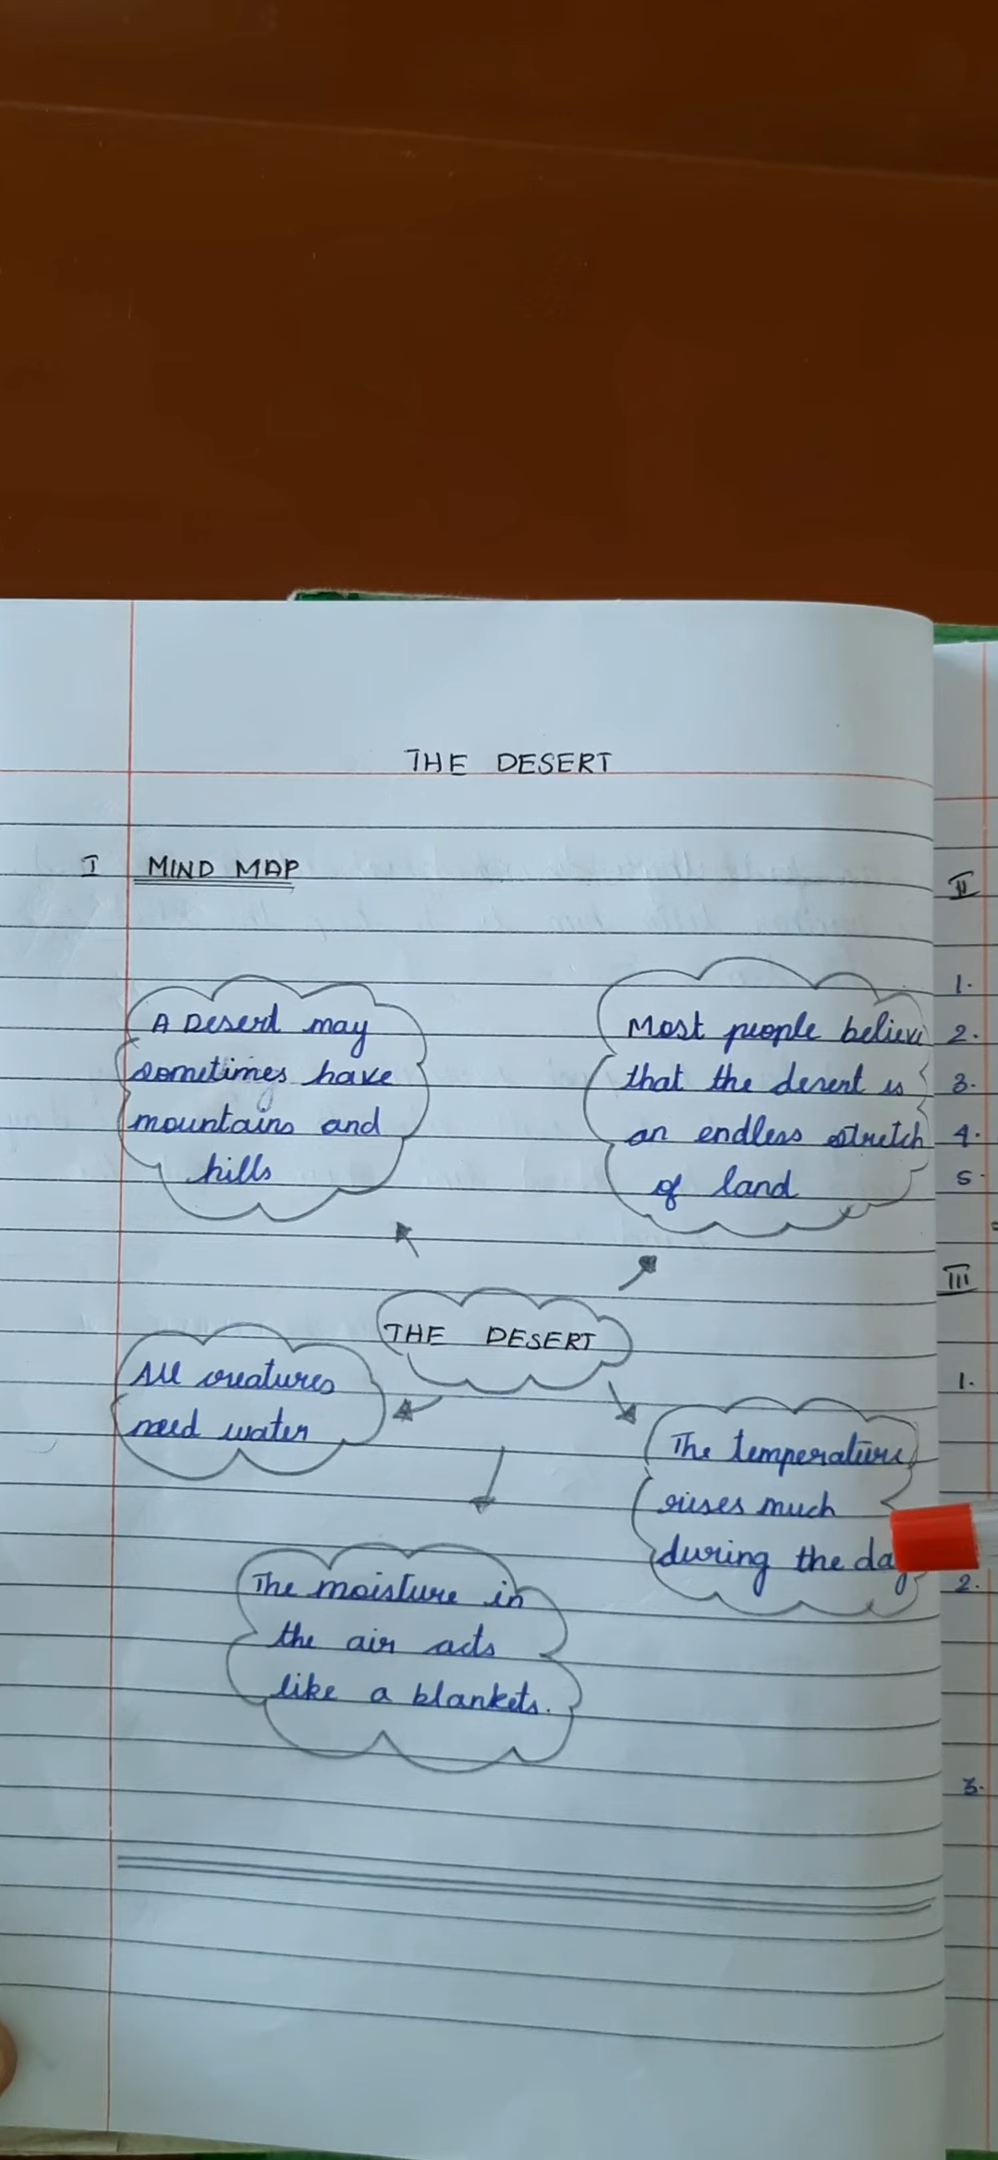 THE DESERT
I MIND MAP
A Desert may
sometimes have
mountains and
hills
Most people believe
that the desert is
an endless stretch
of land
THE DESERT
All creatures
need water
The temperature
rises much
during the day
The moisture in
the air acts
like a blankets.
II
1.
2.
3.
4.
5.
III
1.
2.
3.